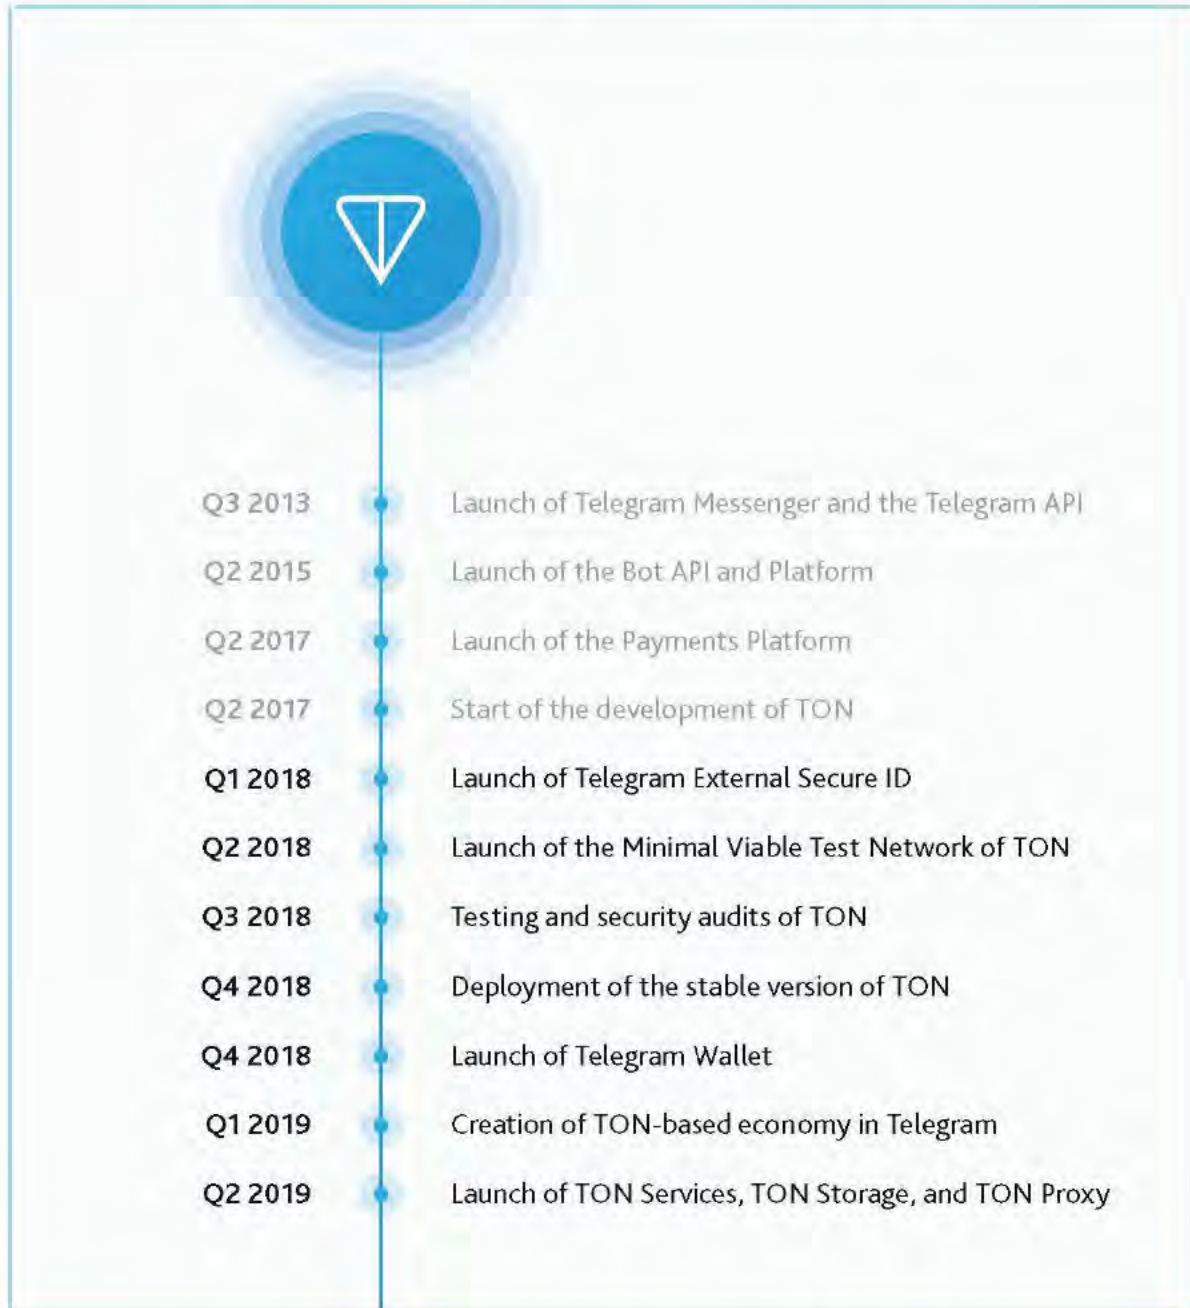 Q3 2013 Launch of Telegram Messenger and the Telegram API
Q2 2015 Launch of the Bot API and Platform
Q2 2017 Launch of the Payments Platform
Q2 2017 Start of the development of TON
Q1 2018 Launch of Telegram External Secure ID
Q2 2018 Launch of the Minimal Viable Test Network of TON
Q3 2018 Testing and security audits of TON
Q4 2018 Deployment of the stable version of TON
Q4 2018 Launch of Telegram Wallet
Q1 2019 Creation of TON-based economy in Telegram
Q2 2019 Launch of TON Services, TON Storage, and TON Proxy